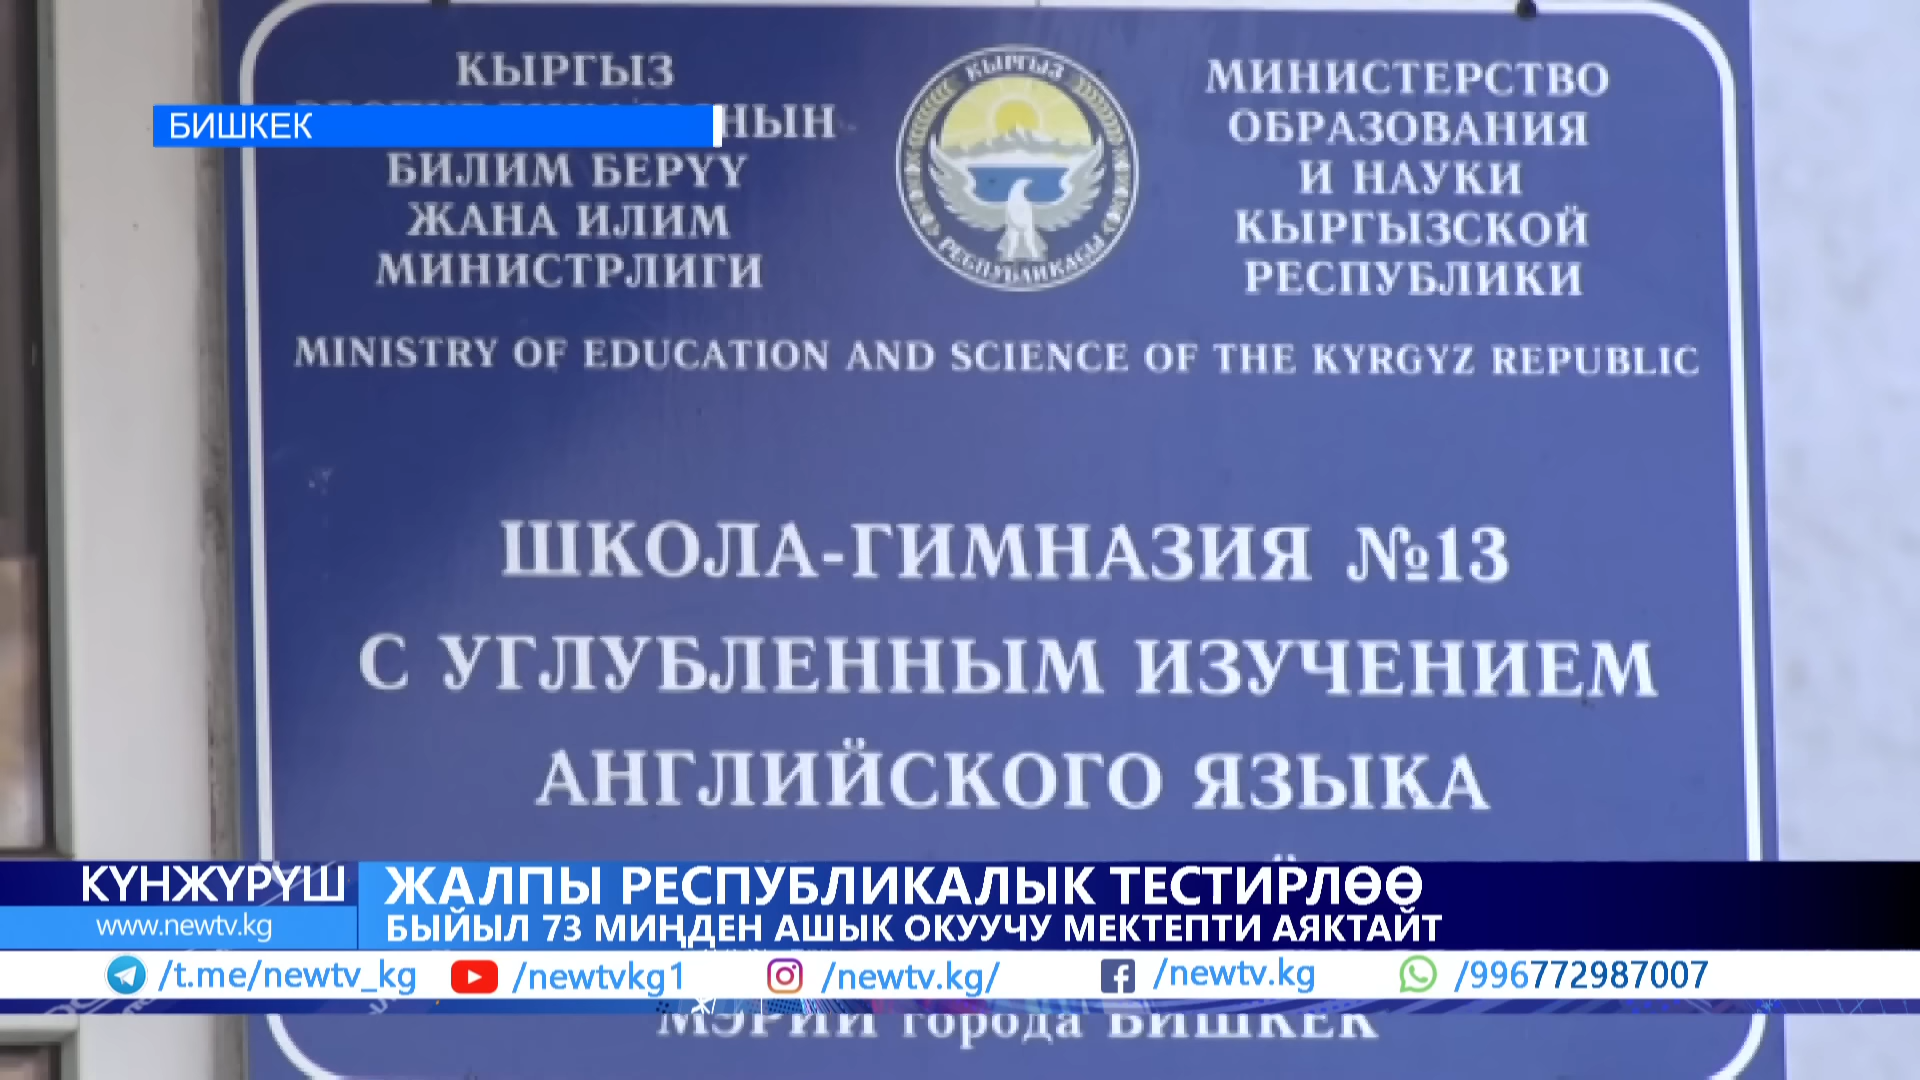 КЫРГЫЗ
БИШКЕК
БИЛИМ БЕРҮҮ
ЖАНА ИЛИМ
МИНИСТРЛИГИ
КЫРГЫЗ
РЕСПУБЛИКАСЫ
МИНИСТЕРСТВО
ОБРАЗОВАНИЯ
И НАУКИ
КЫРГЫЗСКОЙ
РЕСПУБЛИКИ
MINISTRY OF EDUCATION AND SCIENCE OF THE KYRGYZ REPUBLIC
ШКОЛА-ГИМНАЗИЯ №13
С УГЛУБЛЕННЫМ ИЗУЧЕНИЕМ
АНГЛИЙСКОГО ЯЗЫКА
КҮНЖҮРҮШ
www.newtv.kg
ЖАЛПЫ РЕСПУБЛИКАЛЫК ТЕСТИРЛӨӨ
БЫЙЫЛ 73 МИҢДЕН АШЫК ОКУУЧУ МЕКТЕПТИ АЯКТАЙТ
/t.me/newtv_kg /newtvkg1 /newtv.kg/ /newtv.kg /996772987007
МЭРИИ города БИШКЕК